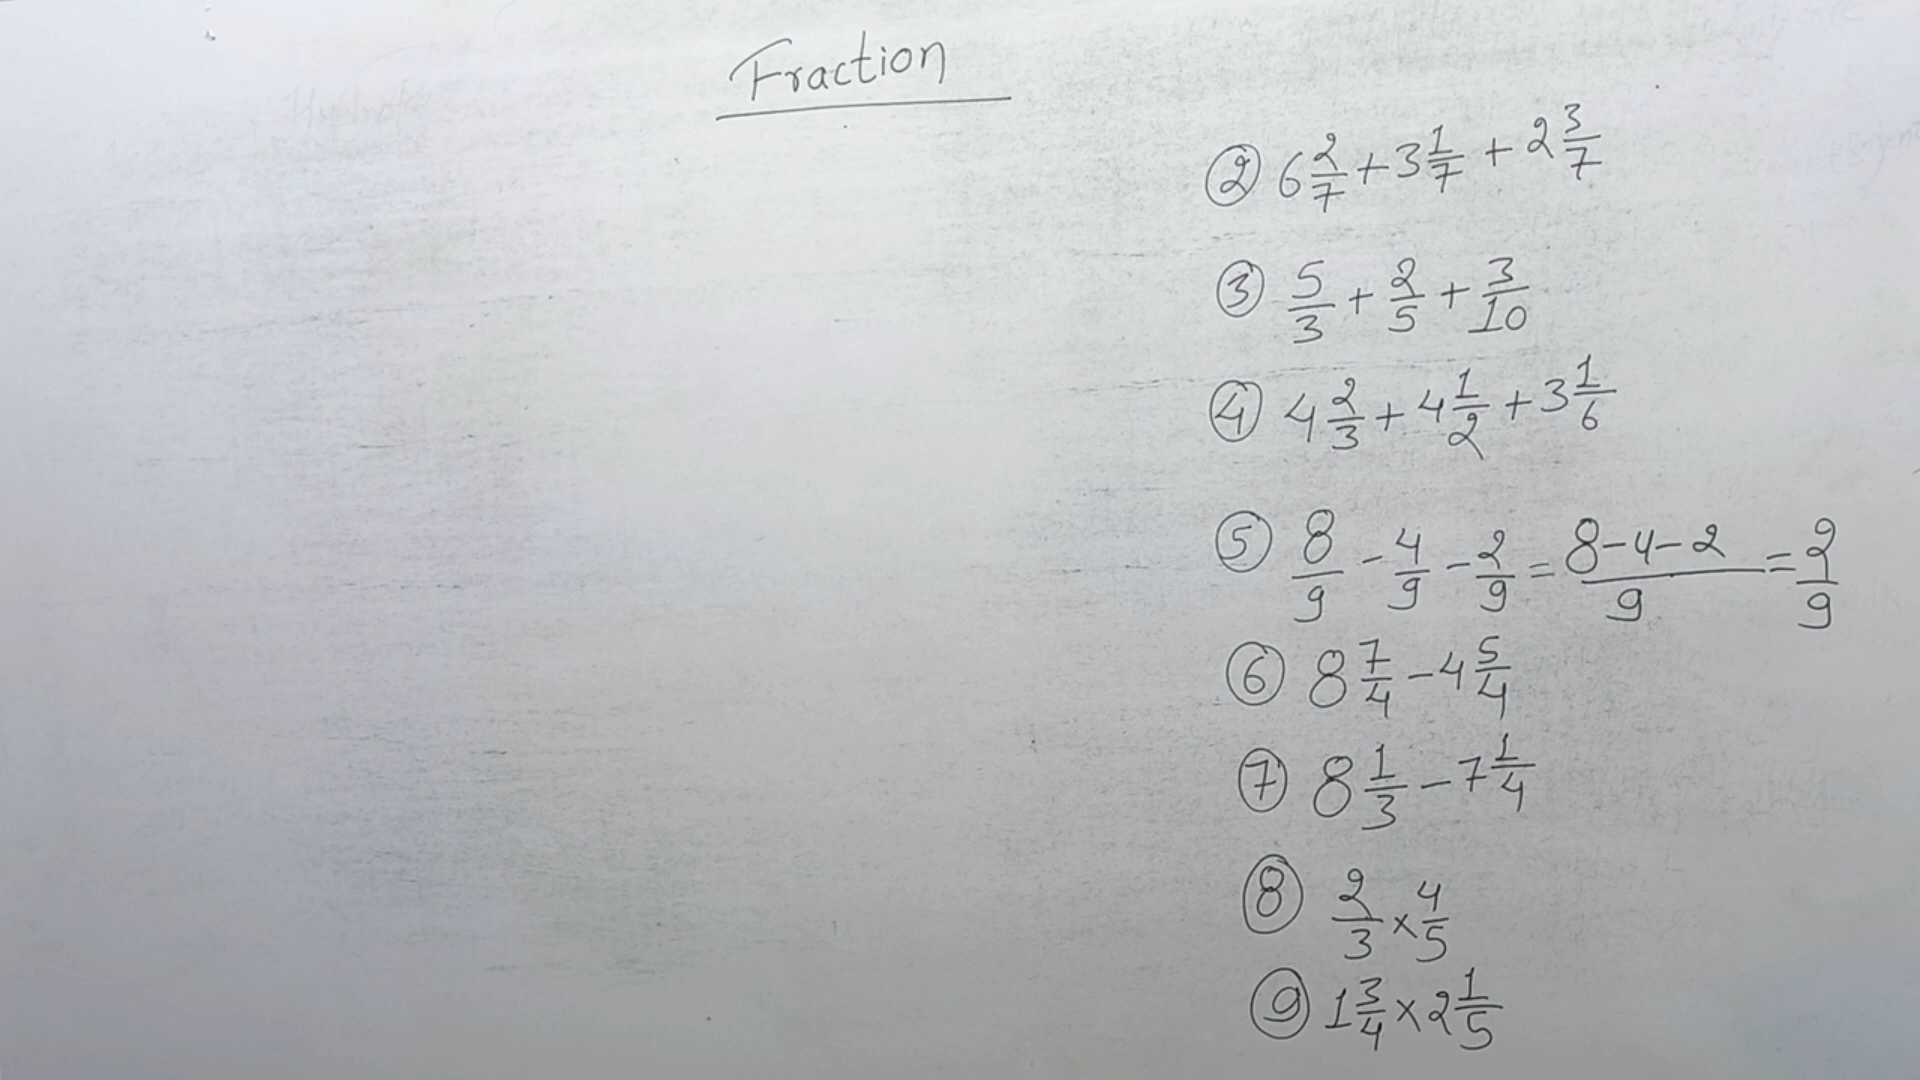 Fraction
② 6 2/7 + 3 1/7 + 2 3/7
③ 5/3 + 2/5 + 3/10
④ 4 2/3 + 4 1/2 + 3 1/6
⑤ 8/9 - 4/9 - 2/9 = 8-4-2/9 = 2/9
⑥ 8 7/4 - 4 5/4
⑦ 8 1/3 - 7 1/4
⑧ 2/3 × 4/5
⑨ 1 3/4 × 2 1/5